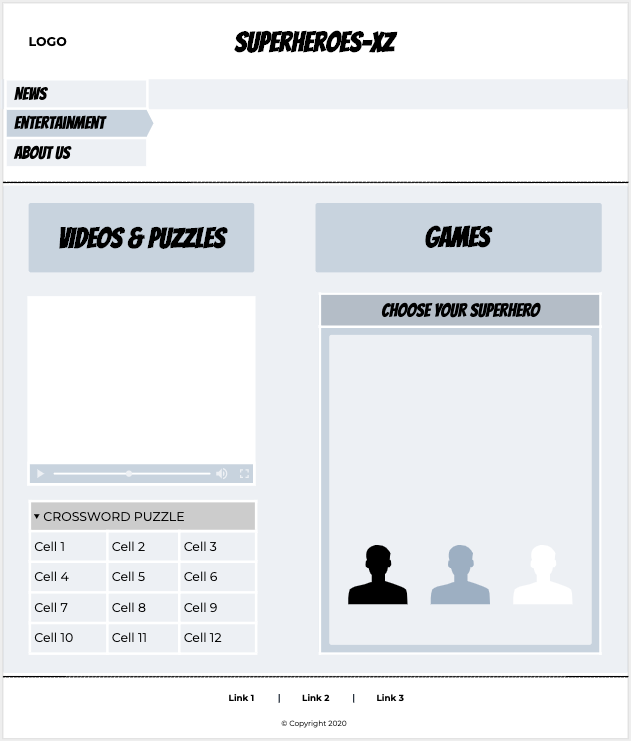 LOGO
SUPERHEROES-XZ
NEWS
ENTERTAINMENT
ABOUT US
VIDEOS & PUZZLES
GAMES
CHOOSE YOUR SUPERHERO
CROSSWORD PUZZLE
Cell 1 Cell 2 Cell 3
Cell 4 Cell 5 Cell 6
Cell 7 Cell 8 Cell 9
Cell 10 Cell 11 Cell 12
Link 1 | Link 2 | Link 3
© Copyright 2020